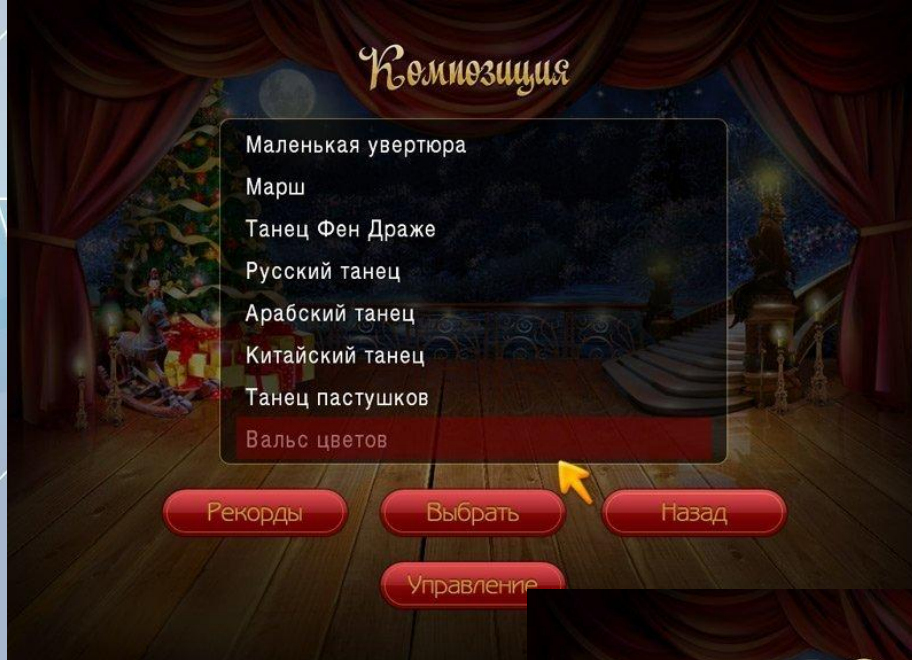 Композиция
Маленькая увертюра
Марш
Танец Фен Драже
Русский танец
Арабский танец
Китайский танец
Танец пастушков
Вальс цветов
Рекорды
Выбрать
Назад
Управление